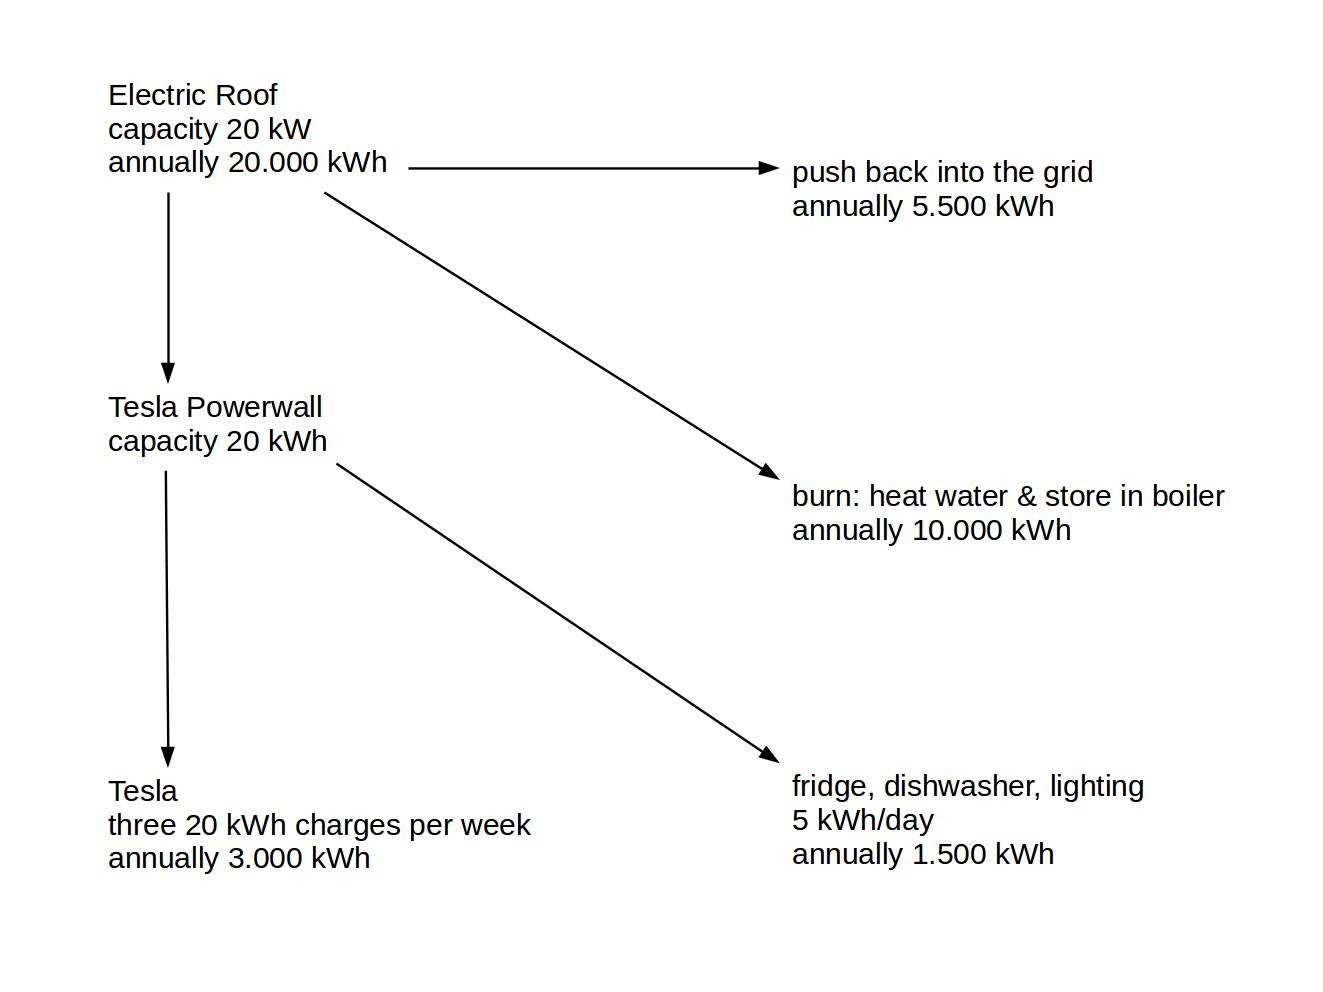 Electric Roof
capacity 20 kW
annually 20.000 kWh
push back into the grid
annually 5.500 kWh
Tesla Powerwall
capacity 20 kWh
burn: heat water & store in boiler
annually 10.000 kWh
Tesla
three 20 kWh charges per week
annually 3.000 kWh
fridge, dishwasher, lighting
5 kWh/day
annually 1.500 kWh